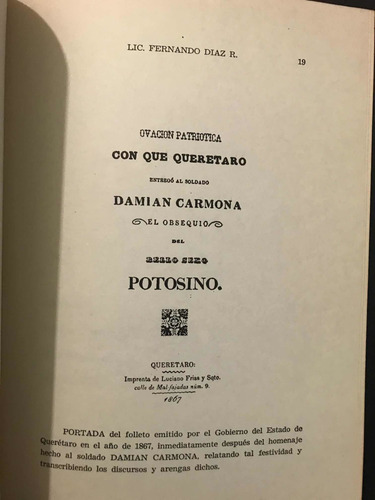 LIC. FERNANDO DIAZ R.
19
OVACION PATRIOTICA
CON QUE QUERETARO
ENTREGÓ AL SOLDADO
DAMIAN CARMONA
EL OBSEQUIO
DEL
BELLO SEXO
POTOSINO.
QUERETARO:
Imprenta de Luciano Frias y Soto.
calle de Malfajadas núm. 9.
1867
PORTADA del folleto emitido por el Gobierno del Estado de
Querétaro en el año de 1867, inmediatamente después del homenaje
hecho al soldado DAMIAN CARMONA, relatando tal festividad y
transcribiendo los discursos y arengas dichos.